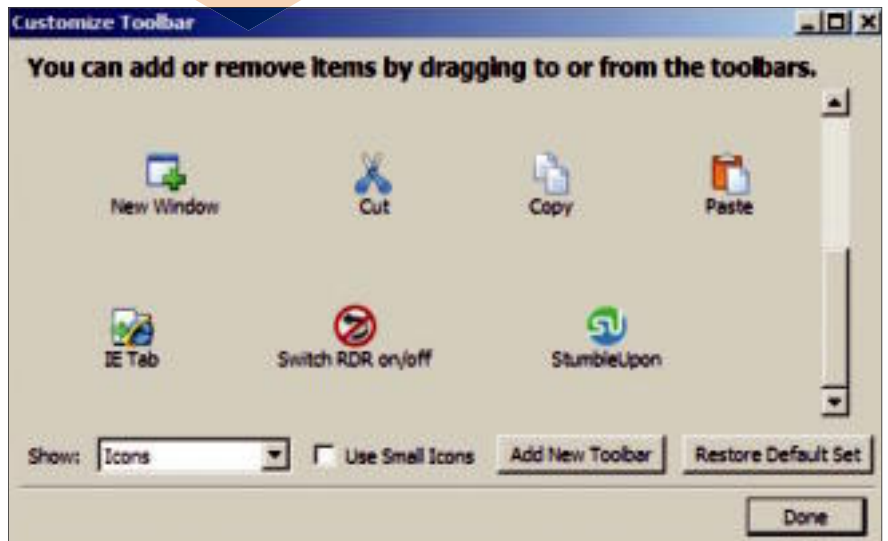 Customize Toolbar
You can add or remove items by dragging to or from the toolbars.
New Window Cut Copy Paste
IE Tab Switch RDR on/off StumbleUpon
Show: Icons Use Small Icons Add New Toolbar Restore Default Set
Done